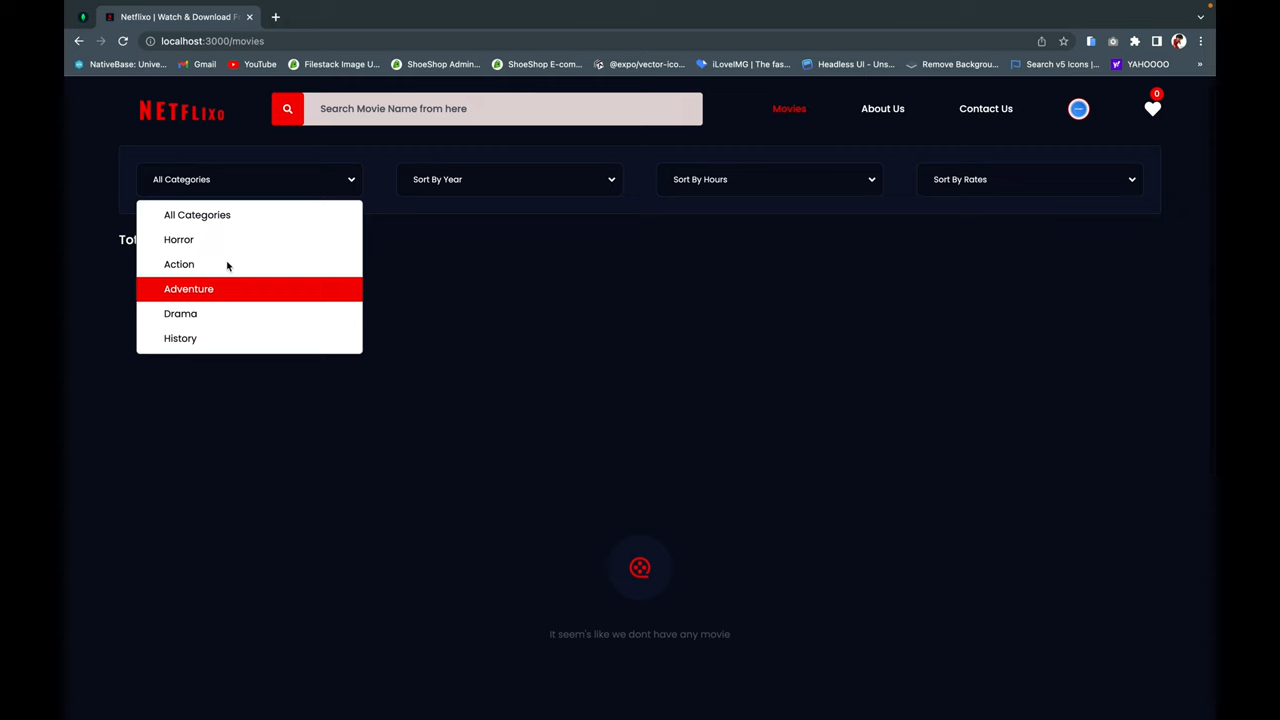 Netflixo | Watch & Download F
localhost:3000/movies
NativeBase: Unive... Gmail YouTube Filestack Image U... ShoeShop Admin,... ShoeShop E-com... @expo/vector-ico... iLoveIMG | The fas... Headless UI - Uns... Remove Backgrou... Search v5 Icons |... YAHOOOO »
NETFLIXO Search Movie Name from here Movies About Us Contact Us 0
All Categories Sort By Year Sort By Hours Sort By Rates
All Categories
Tot Horror
Action
Adventure
Drama
History
It seem's like we dont have any movie